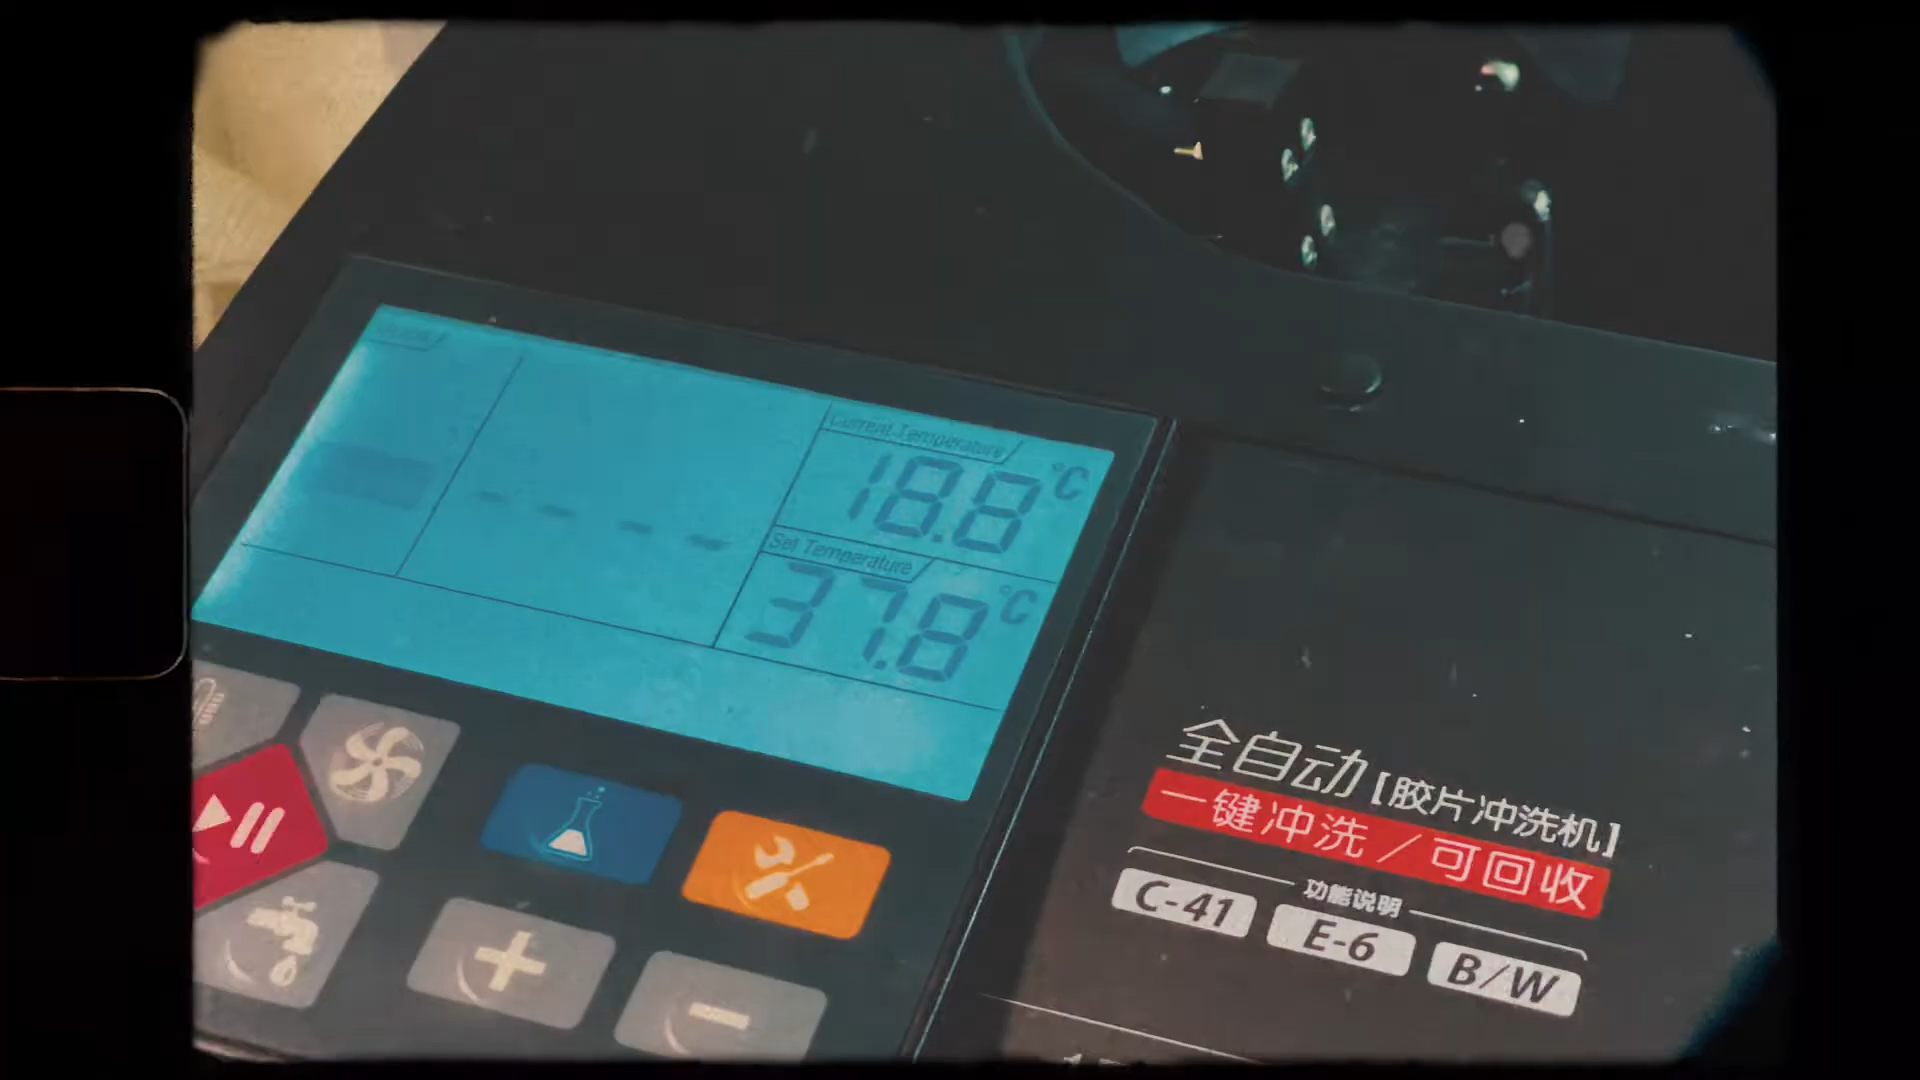 Current Temperature
18.8 °C
Set Temperature
37.8 °C
全自动【胶片冲洗机】
一键冲洗／可回收
功能说明
C-41 E-6 B/W